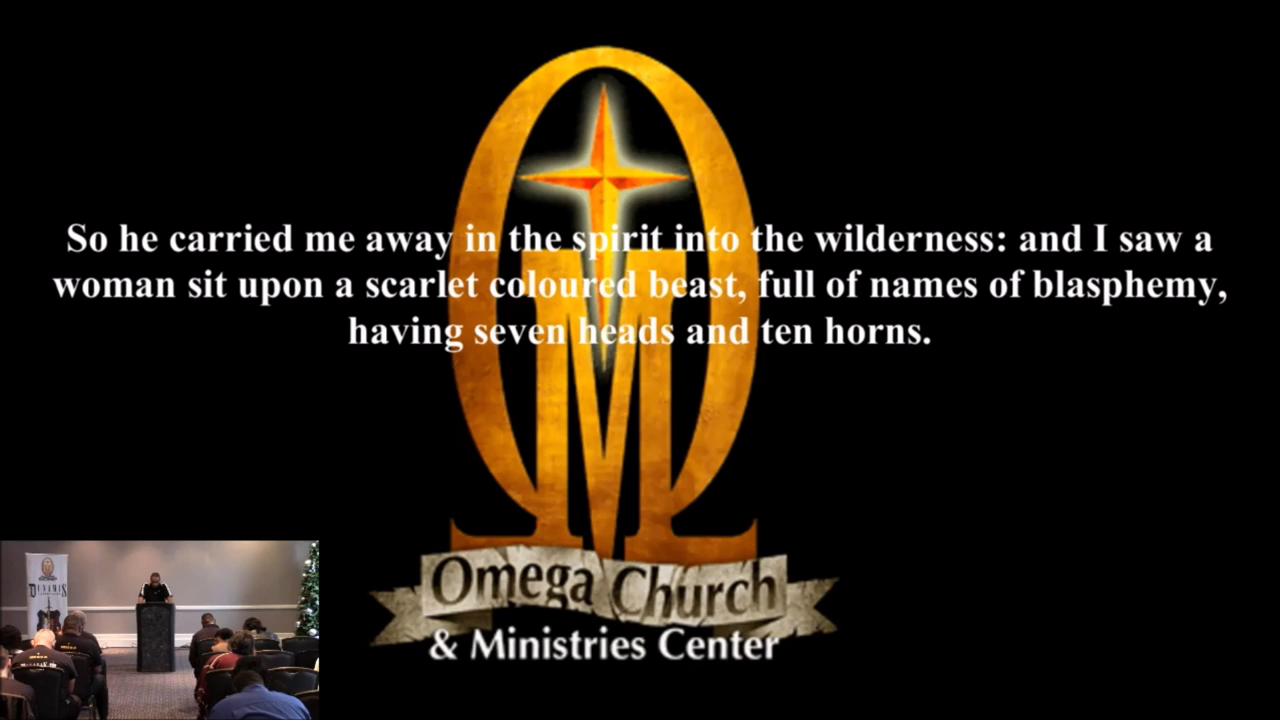 So he carried me away in the spirit into the wilderness: and I saw a
woman sit upon a scarlet coloured beast, full of names of blasphemy,
having seven heads and ten horns.
Omega Church
& Ministries Center
DUNAMIS